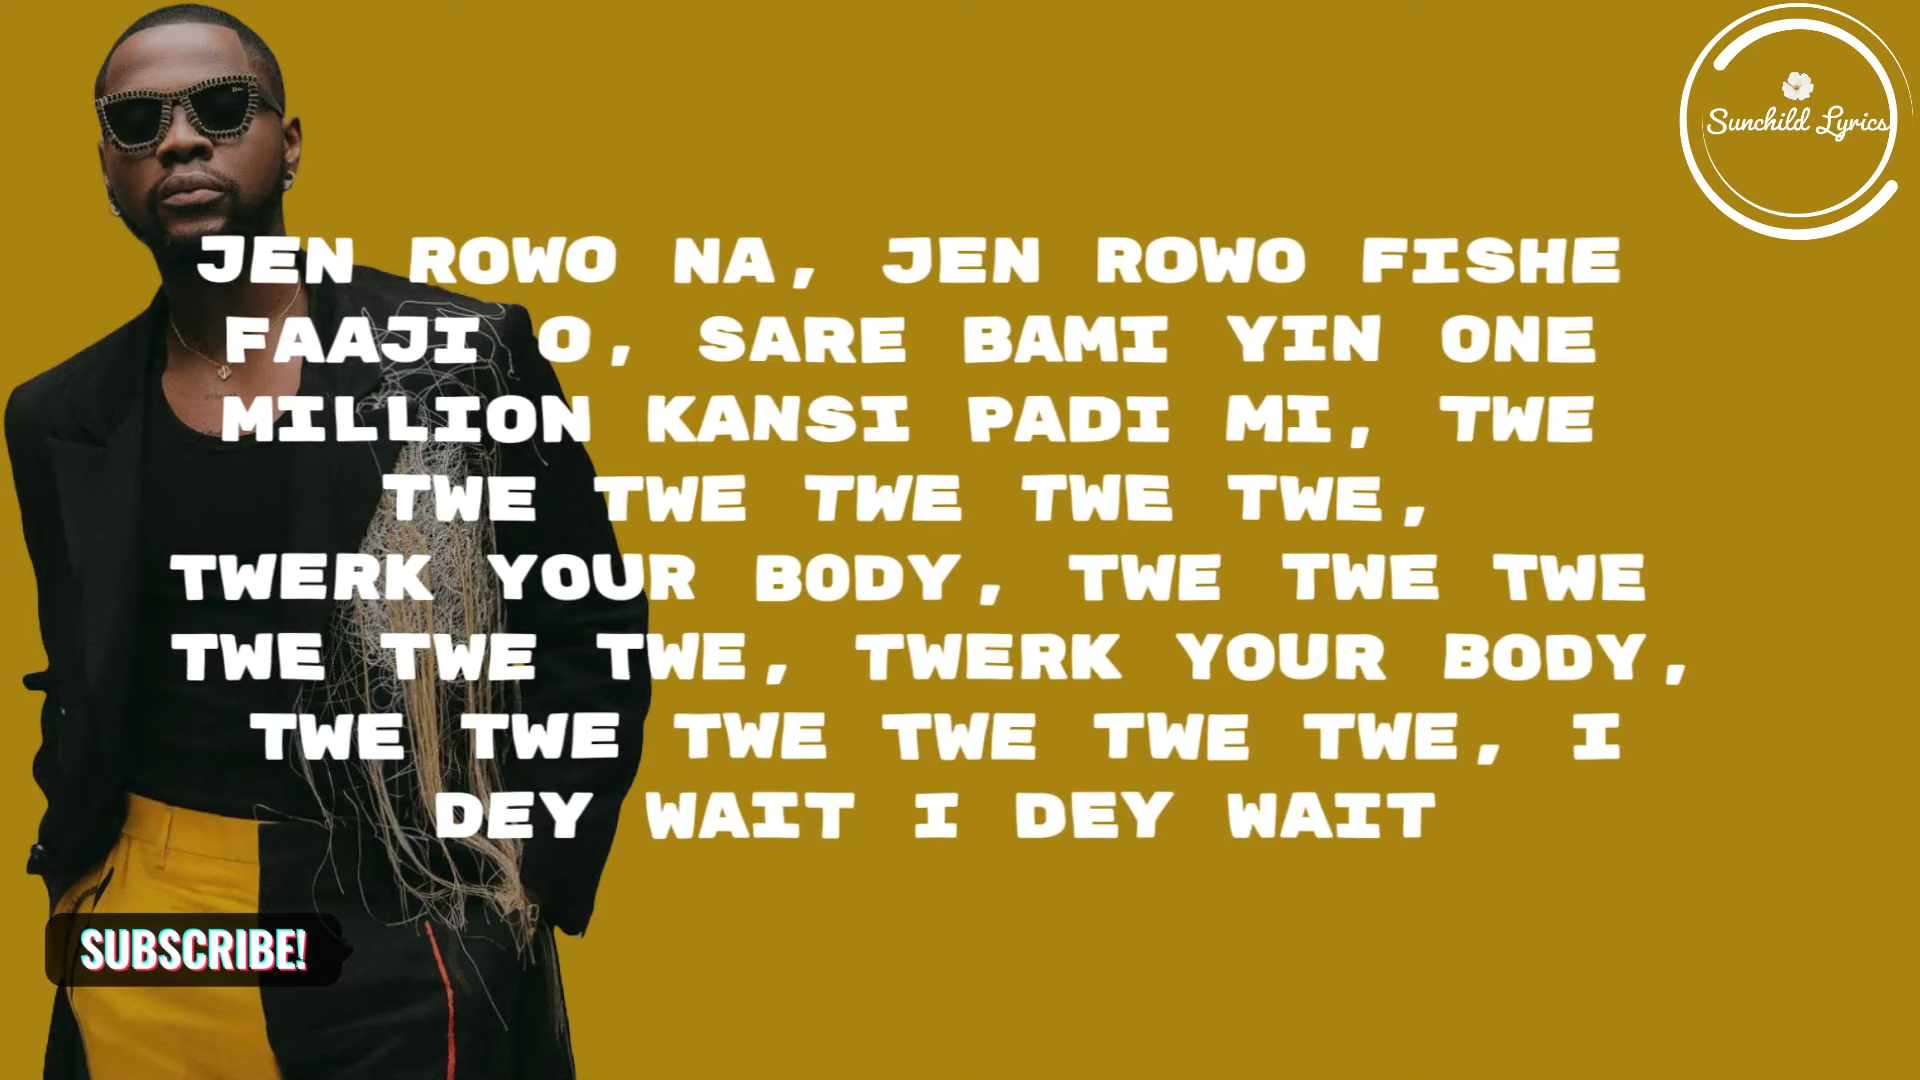 Sunchild Lyrics
JEN ROWO NA, JEN ROWO FISHE
FAAJI O, SARE BAMI YIN ONE
MILLION KANSI PADI MI, TWE
TWE TWE TWE TWE TWE,
TWERK YOUR BODY, TWE TWE TWE
TWE TWE TWE, TWERK YOUR BODY,
TWE TWE TWE TWE TWE TWE, I
DEY WAIT I DEY WAIT
SUBSCRIBE!